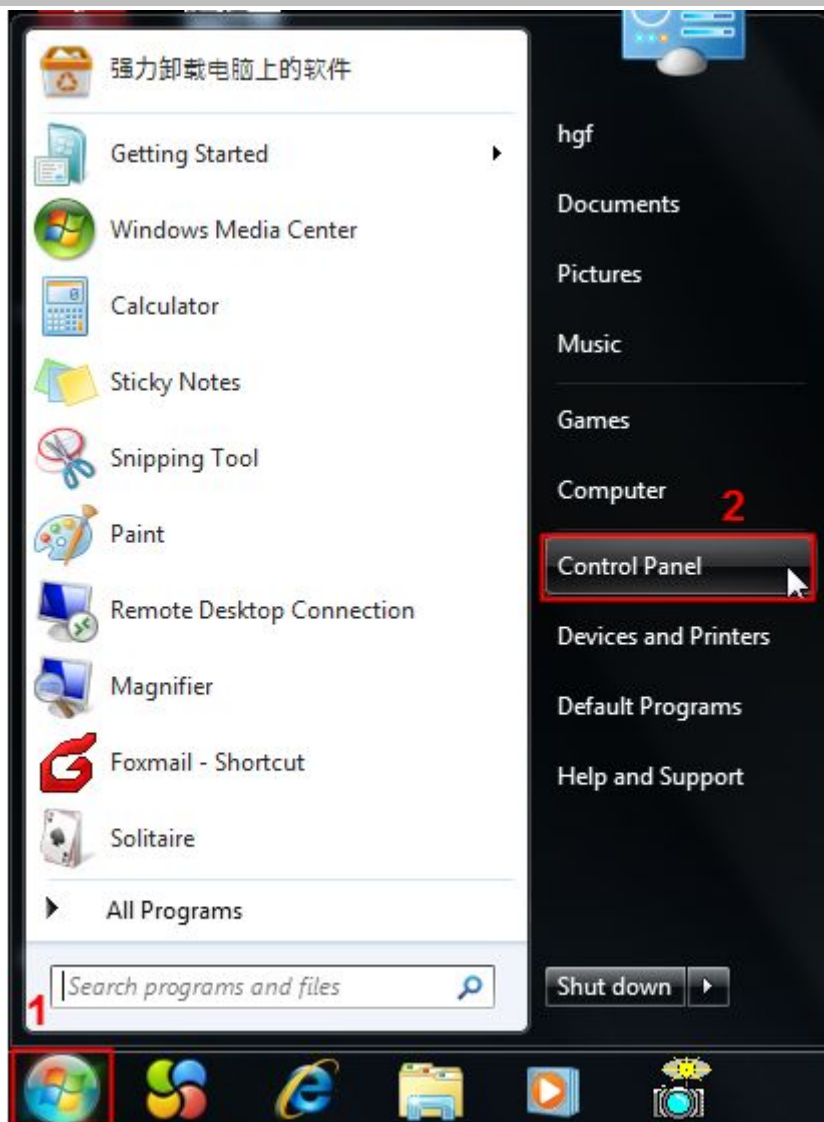 强力卸载电脑上的软件
Getting Started
Windows Media Center
Calculator
Sticky Notes
Snipping Tool
Paint
Remote Desktop Connection
Magnifier
Foxmail - Shortcut
Solitaire
All Programs
Search programs and files
1
hgf
Documents
Pictures
Music
Games
Computer
2
Control Panel
Devices and Printers
Default Programs
Help and Support
Shut down